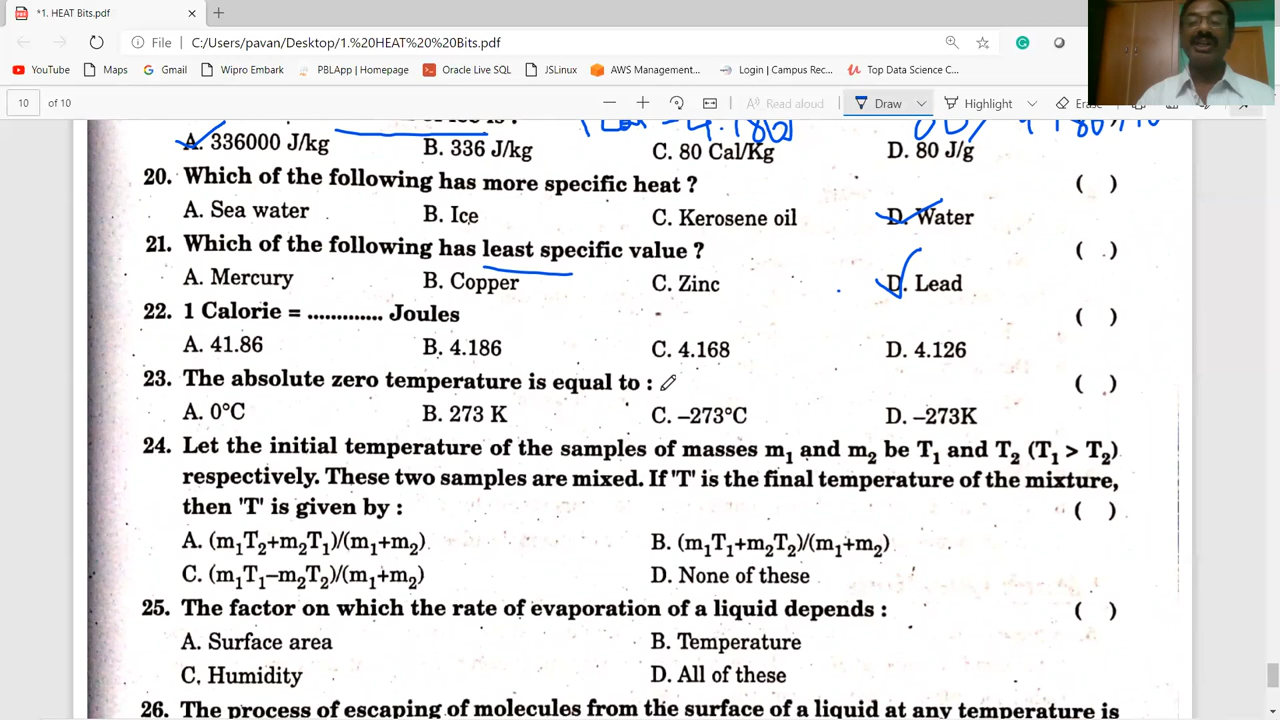 *1. HEAT Bits.pdf
File C:/Users/pavan/Desktop/1.%20HEAT%20%20Bits.pdf
YouTube Maps Gmail Wipro Embark PBLApp | Homepage Oracle Live SQL JSLinux AWS Management... Login | Campus Rec... Top Data Science C...
10 of 10 Read aloud Draw Highlight Erase
A. 336000 J/kg B. 336 J/kg C. 80 Cal/Kg D. 80 J/g
20. Which of the following has more specific heat ? ( )
A. Sea water B. Ice C. Kerosene oil D. Water
21. Which of the following has least specific value ? ( )
A. Mercury B. Copper C. Zinc D. Lead
22. 1 Calorie = ............. Joules ( )
A. 41.86 B. 4.186 C. 4.168 D. 4.126
23. The absolute zero temperature is equal to : ( )
A. 0°C B. 273 K C. –273°C D. –273K
24. Let the initial temperature of the samples of masses m₁ and m₂ be T₁ and T₂ (T₁ > T₂)
respectively. These two samples are mixed. If 'T' is the final temperature of the mixture,
then 'T' is given by : ( )
A. (m₁T₂+m₂T₁)/(m₁+m₂) B. (m₁T₁+m₂T₂)/(m₁+m₂)
C. (m₁T₁–m₂T₂)/(m₁+m₂) D. None of these
25. The factor on which the rate of evaporation of a liquid depends : ( )
A. Surface area B. Temperature
C. Humidity D. All of these
26. The process of escaping of molecules from the surface of a liquid at any temperature is